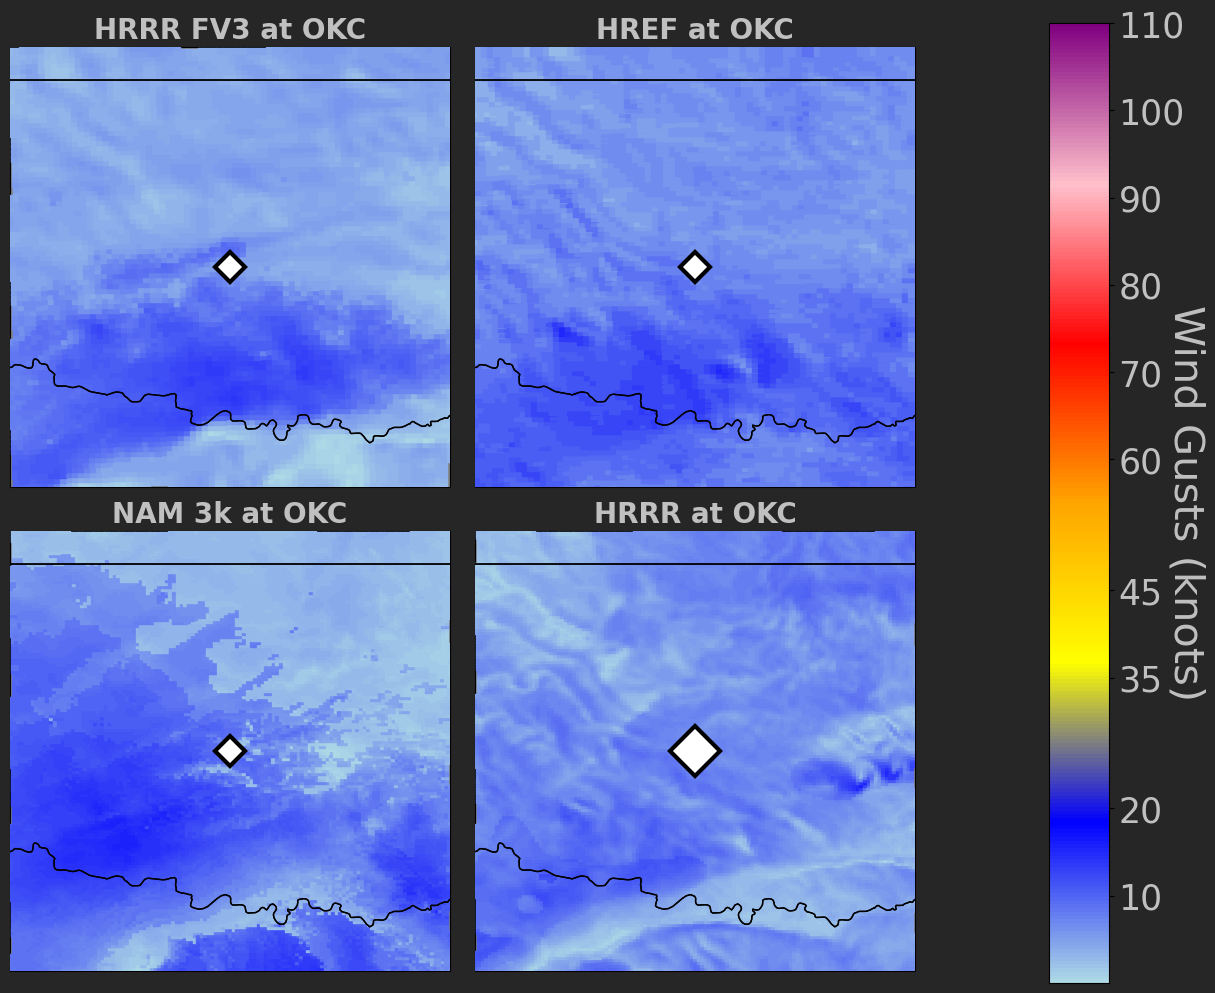 HRRR FV3 at OKC
HREF at OKC
NAM 3k at OKC
HRRR at OKC
110
100
90
80
70
60
45
35
20
10
Wind Gusts (knots)